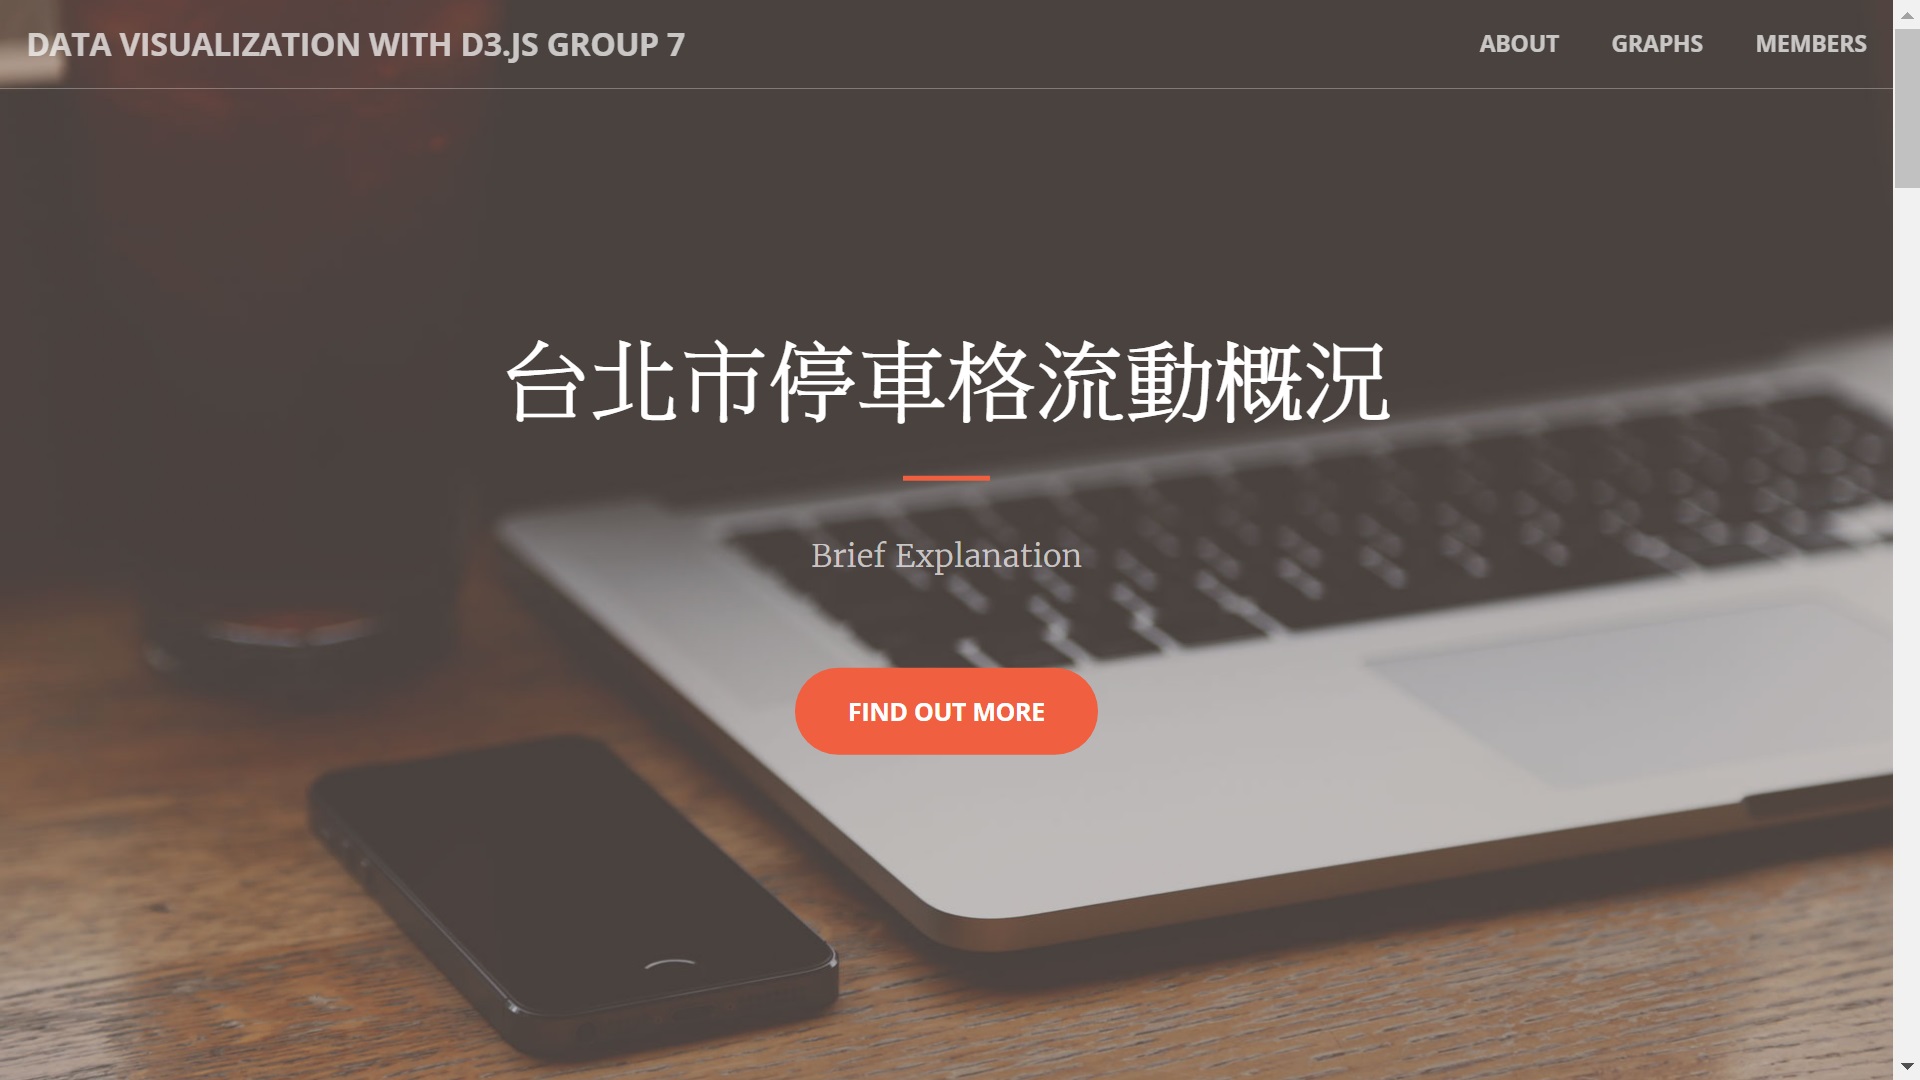 DATA VISUALIZATION WITH D3.JS GROUP 7
ABOUT GRAPHS MEMBERS
台北市停車格流動概況
Brief Explanation
FIND OUT MORE